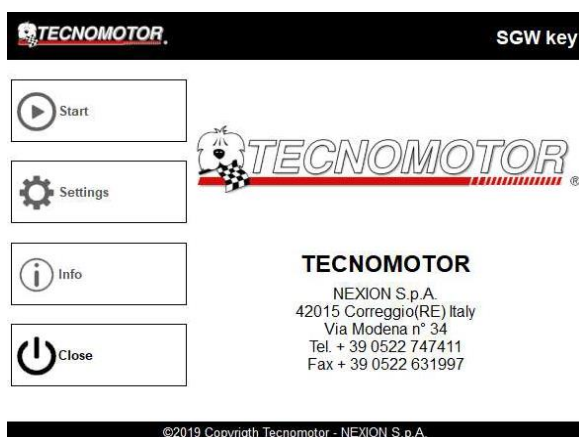 TECNOMOTOR.
SGW key
Start
Settings
Info
Close
TECNOMOTOR
®
TECNOMOTOR
NEXION S.p.A.
42015 Correggio(RE) Italy
Via Modena n° 34
Tel. + 39 0522 747411
Fax + 39 0522 631997
©2019 Copyrigth Tecnomotor - NEXION S.p.A.